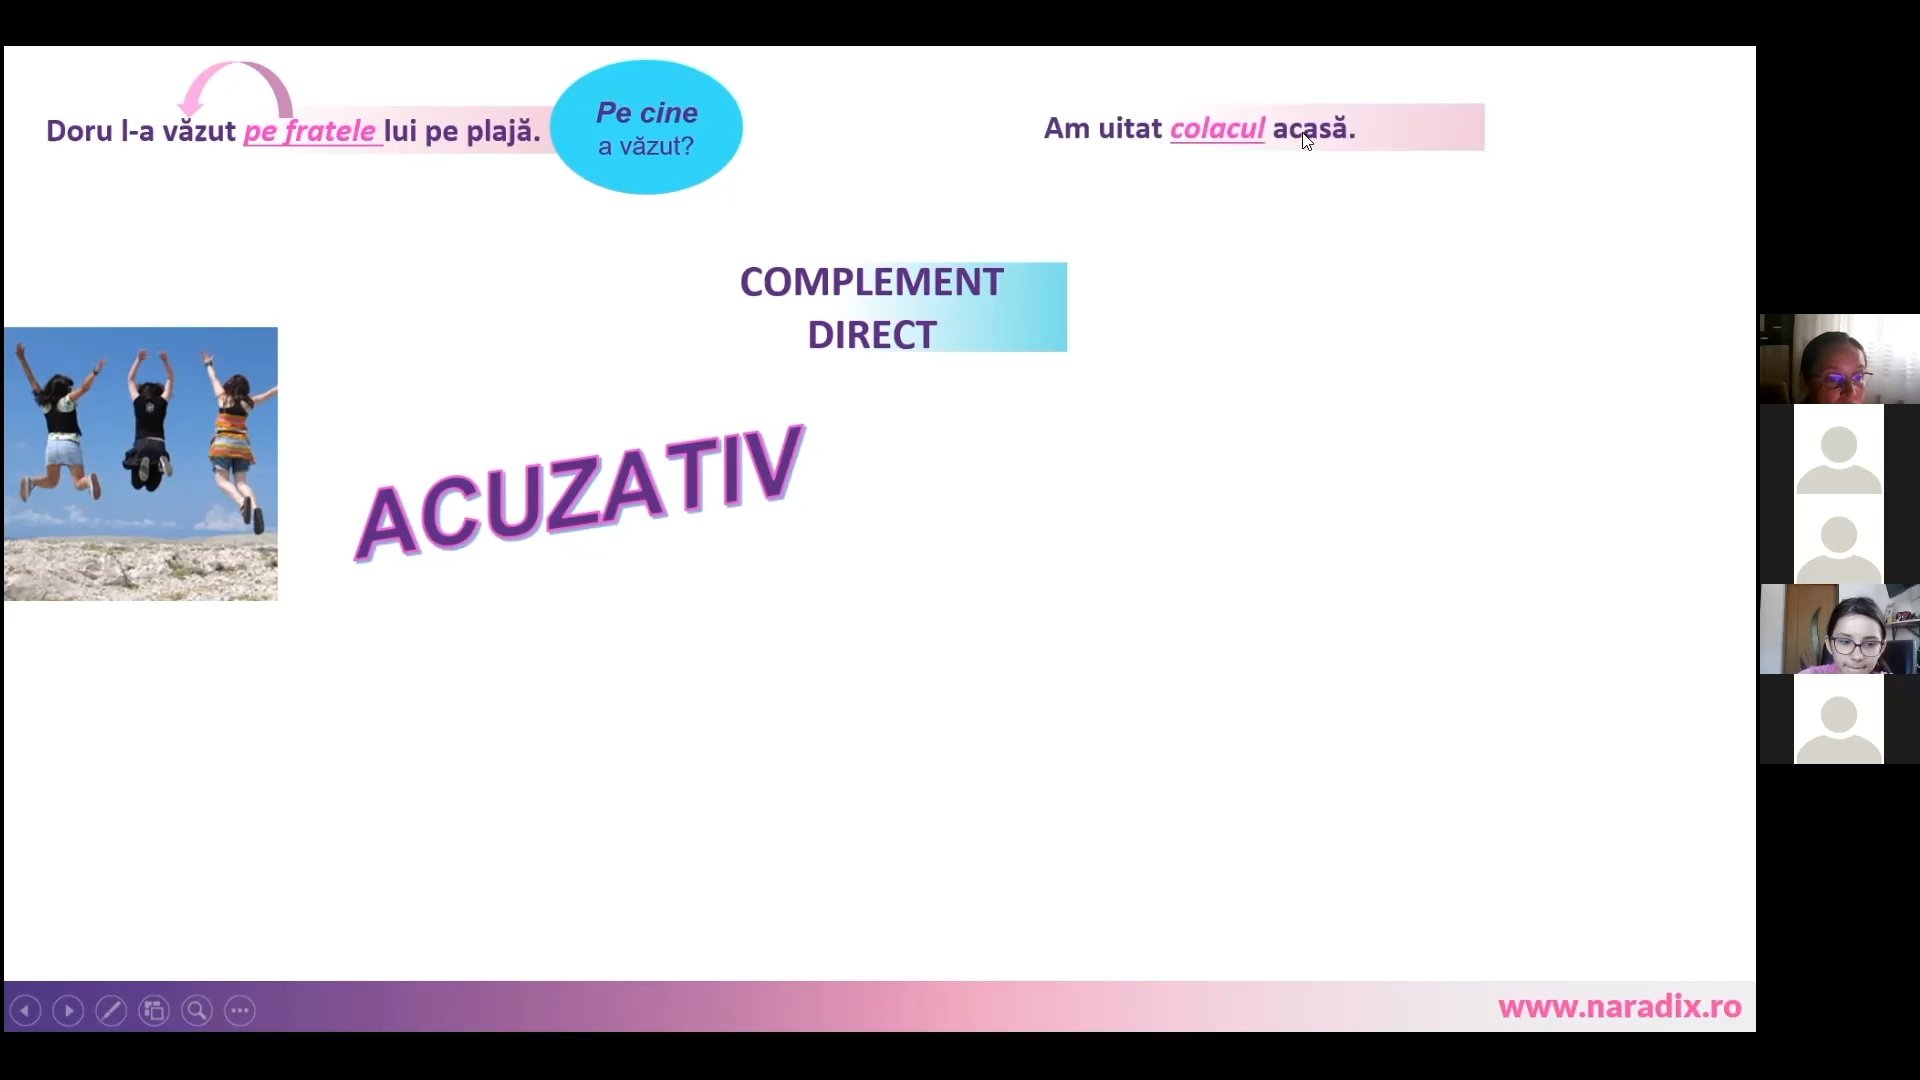 Doru l-a văzut pe fratele lui pe plajă.
Pe cine
a văzut?
Am uitat colacul acasă.
COMPLEMENT
DIRECT
ACUZATIV
www.naradix.ro